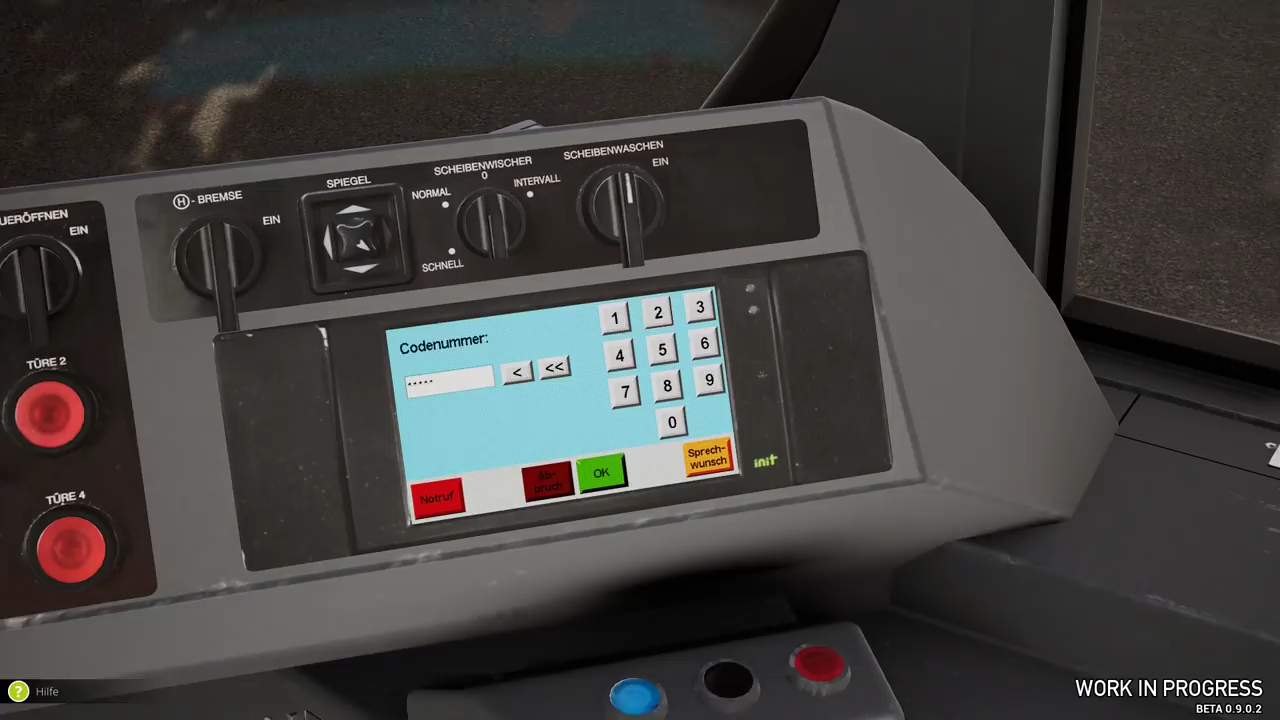 UERÖFFNEN
EIN
TÜRE 2
TÜRE 4
H - BREMSE
EIN
SPIEGEL
SCHEIBENWISCHER
0
NORMAL
INTERVALL
SCHNELL
SCHEIBENWASCHEN
EIN
Codenummer:
*****
<
<<
1
2
3
4
5
6
7
8
9
0
Notruf
Ab-
bruch
OK
Sprech-
wunsch
init
Hilfe
WORK IN PROGRESS
BETA 0.9.0.2